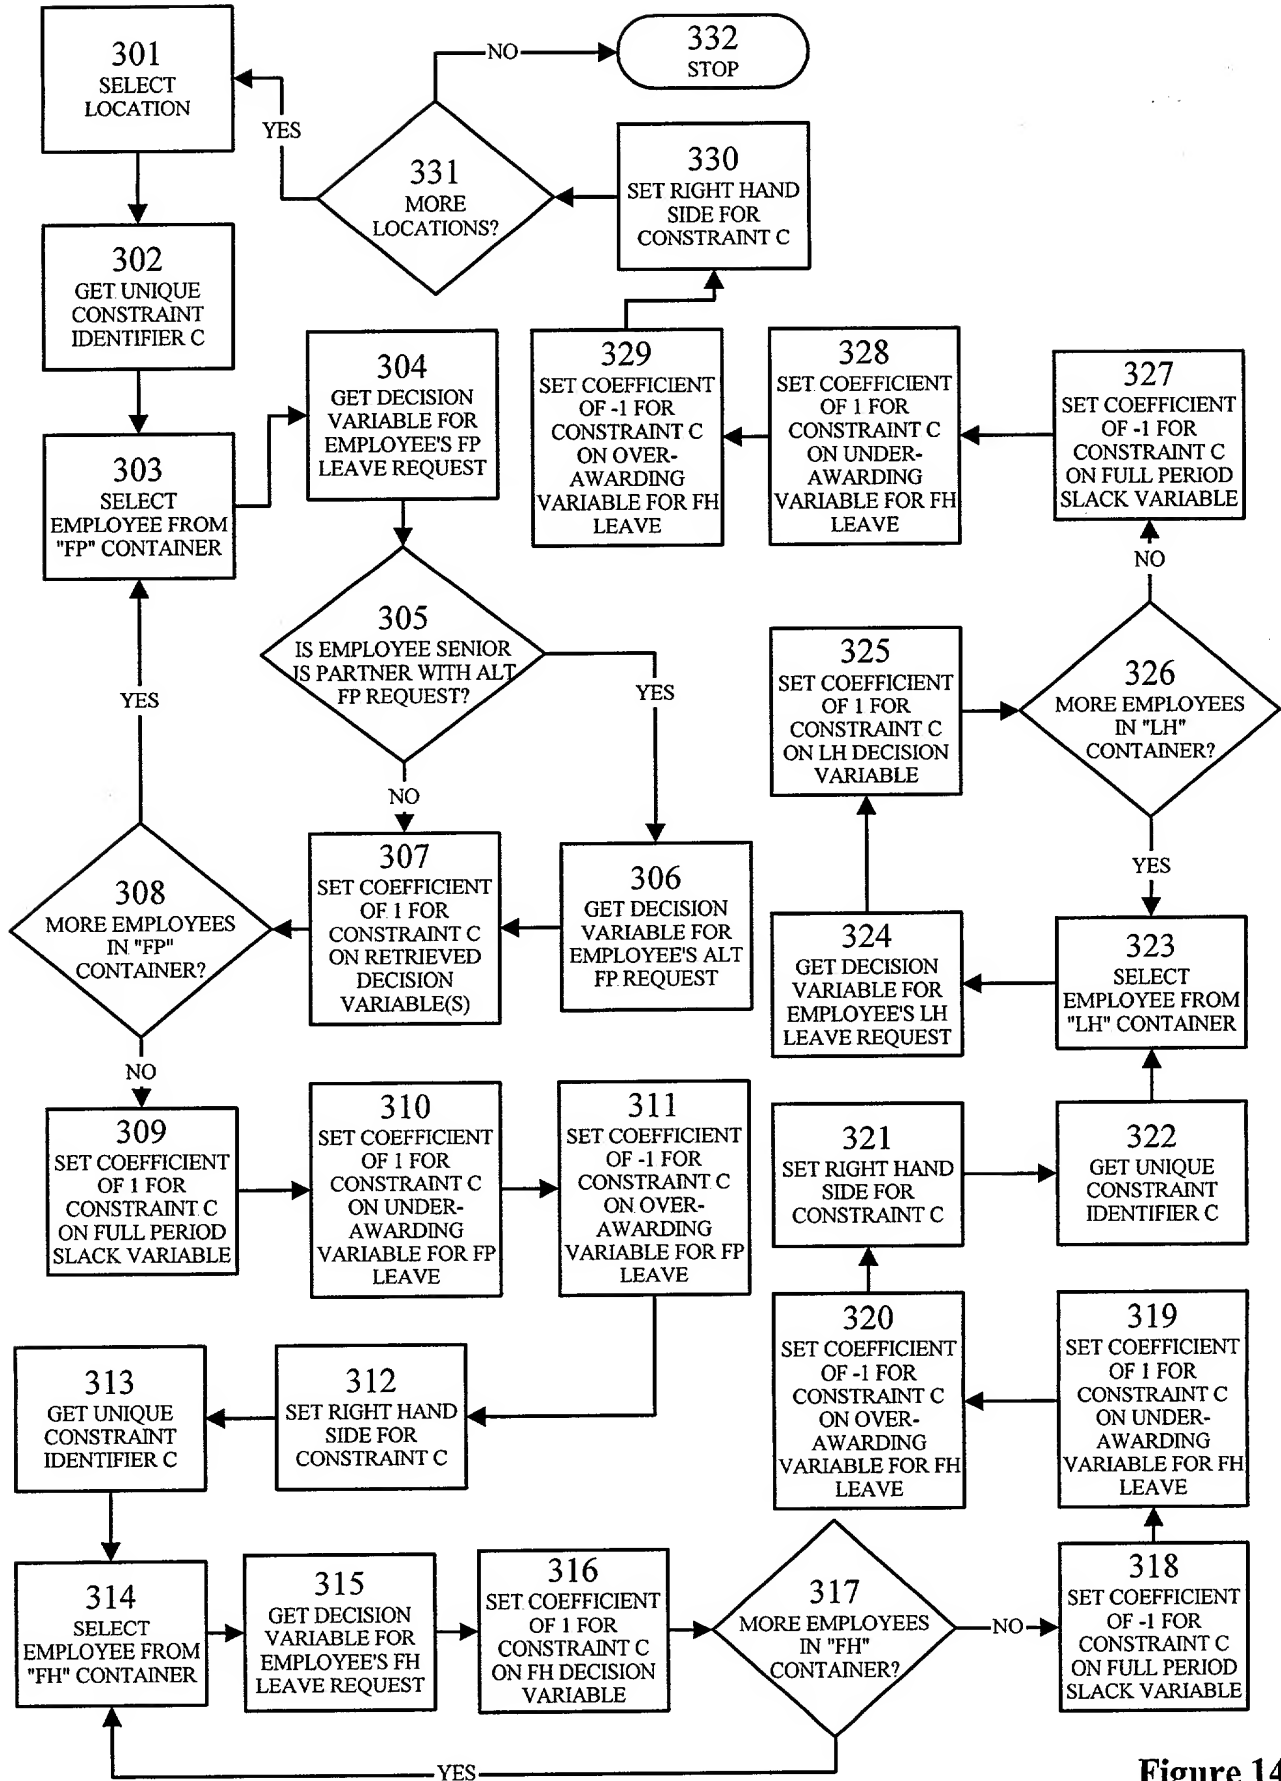 301
SELECT
LOCATION
NO
332
STOP
YES
331
MORE
LOCATIONS?
330
SET RIGHT HAND
SIDE FOR
CONSTRAINT C
302
GET UNIQUE
CONSTRAINT
IDENTIFIER C
303
SELECT
EMPLOYEE FROM
"FP" CONTAINER
304
GET DECISION
VARIABLE FOR
EMPLOYEE'S FP
LEAVE REQUEST
329
SET COEFFICIENT
OF -1 FOR
CONSTRAINT C
ON OVER-
AWARDING
VARIABLE FOR FH
LEAVE
328
SET COEFFICIENT
OF 1 FOR
CONSTRAINT C
ON UNDER-
AWARDING
VARIABLE FOR FH
LEAVE
327
SET COEFFICIENT
OF -1 FOR
CONSTRAINT C
ON FULL PERIOD
SLACK VARIABLE
NO
305
IS EMPLOYEE SENIOR
IS PARTNER WITH ALT
FP REQUEST?
YES
NO
YES
325
SET COEFFICIENT
OF 1 FOR
CONSTRAINT C
ON LH DECISION
VARIABLE
326
MORE EMPLOYEES
IN "LH"
CONTAINER?
YES
308
MORE EMPLOYEES
IN "FP"
CONTAINER?
307
SET COEFFICIENT
OF 1 FOR
CONSTRAINT C
ON RETRIEVED
DECISION
VARIABLE(S)
306
GET DECISION
VARIABLE FOR
EMPLOYEE'S ALT
FP REQUEST
324
GET DECISION
VARIABLE FOR
EMPLOYEE'S LH
LEAVE REQUEST
323
SELECT
EMPLOYEE FROM
"LH" CONTAINER
NO
309
SET COEFFICIENT
OF 1 FOR
CONSTRAINT C
ON FULL PERIOD
SLACK VARIABLE
310
SET COEFFICIENT
OF 1 FOR
CONSTRAINT C
ON UNDER-
AWARDING
VARIABLE FOR FP
LEAVE
311
SET COEFFICIENT
OF -1 FOR
CONSTRAINT C
ON OVER-
AWARDING
VARIABLE FOR FP
LEAVE
321
SET RIGHT HAND
SIDE FOR
CONSTRAINT C
322
GET UNIQUE
CONSTRAINT
IDENTIFIER C
313
GET UNIQUE
CONSTRAINT
IDENTIFIER C
312
SET RIGHT HAND
SIDE FOR
CONSTRAINT C
320
SET COEFFICIENT
OF -1 FOR
CONSTRAINT C
ON OVER-
AWARDING
VARIABLE FOR FH
LEAVE
319
SET COEFFICIENT
OF 1 FOR
CONSTRAINT C
ON UNDER-
AWARDING
VARIABLE FOR FH
LEAVE
314
SELECT
EMPLOYEE FROM
"FH" CONTAINER
315
GET DECISION
VARIABLE FOR
EMPLOYEE'S FH
LEAVE REQUEST
316
SET COEFFICIENT
OF 1 FOR
CONSTRAINT C
ON FH DECISION
VARIABLE
317
MORE EMPLOYEES
IN "FH"
CONTAINER?
NO
318
SET COEFFICIENT
OF -1 FOR
CONSTRAINT C
ON FULL PERIOD
SLACK VARIABLE
YES
Figure 14